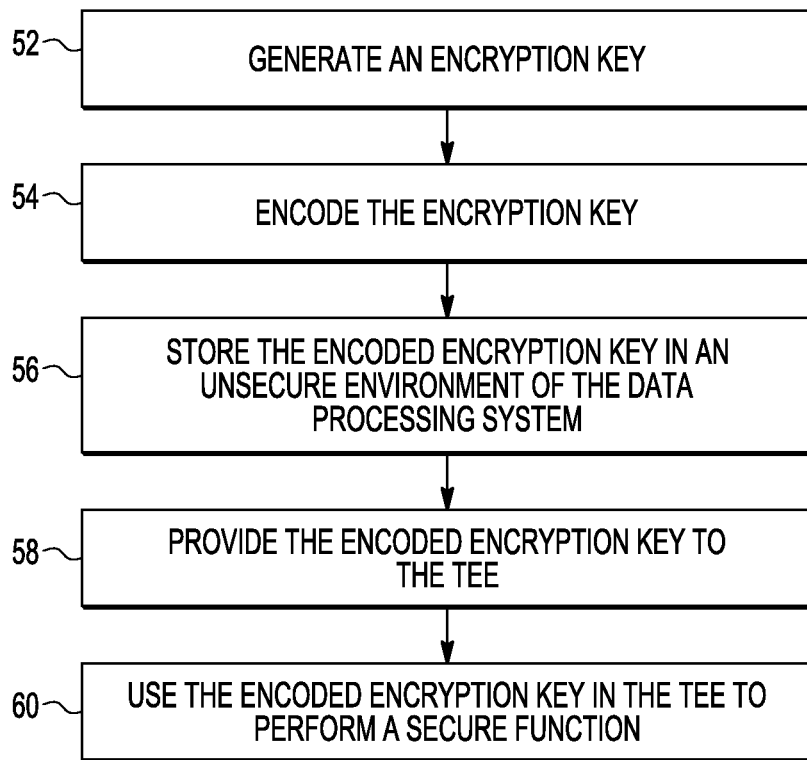 52
GENERATE AN ENCRYPTION KEY
54
ENCODE THE ENCRYPTION KEY
56
STORE THE ENCODED ENCRYPTION KEY IN AN
UNSECURE ENVIRONMENT OF THE DATA
PROCESSING SYSTEM
58
PROVIDE THE ENCODED ENCRYPTION KEY TO
THE TEE
60
USE THE ENCODED ENCRYPTION KEY IN THE TEE TO
PERFORM A SECURE FUNCTION